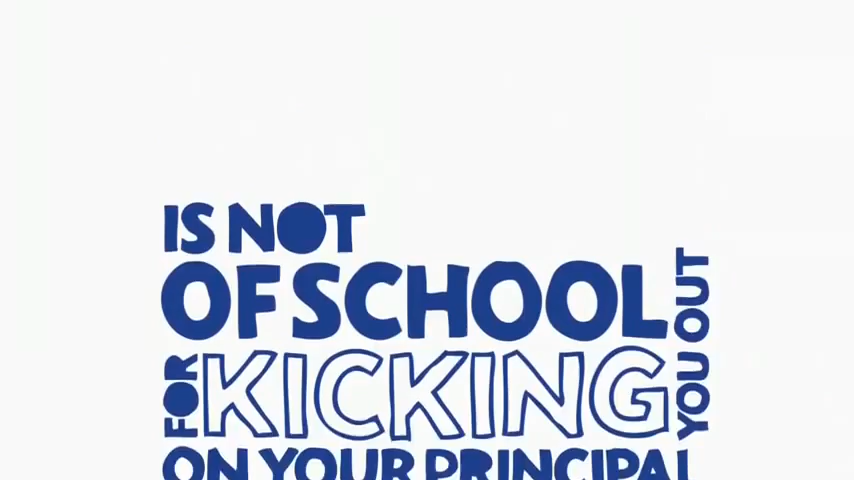 IS NOT
OF SCHOOL
FOR KICKING YOU OUT
ON YOUR PRINCIPAL